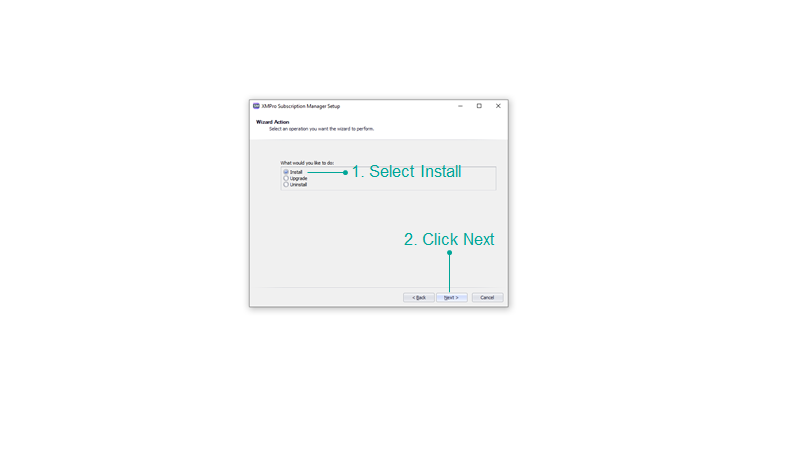 XMPro Subscription Manager Setup
Wizard Action
Select an operation you want the wizard to perform.
What would you like to do:
Install
1. Select Install
Upgrade
Uninstall
2. Click Next
< Back
Next >
Cancel